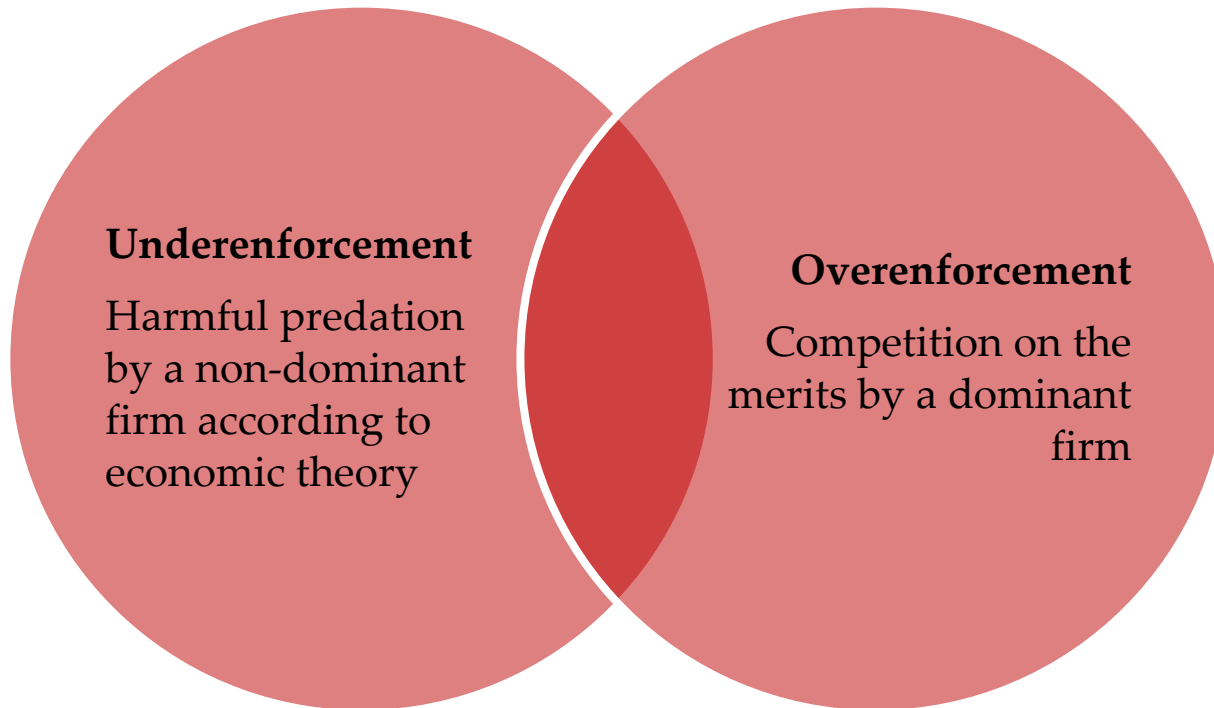 Underenforcement
Harmful predation
by a non-dominant
firm according to
economic theory
Overenforcement
Competition on the
merits by a dominant
firm